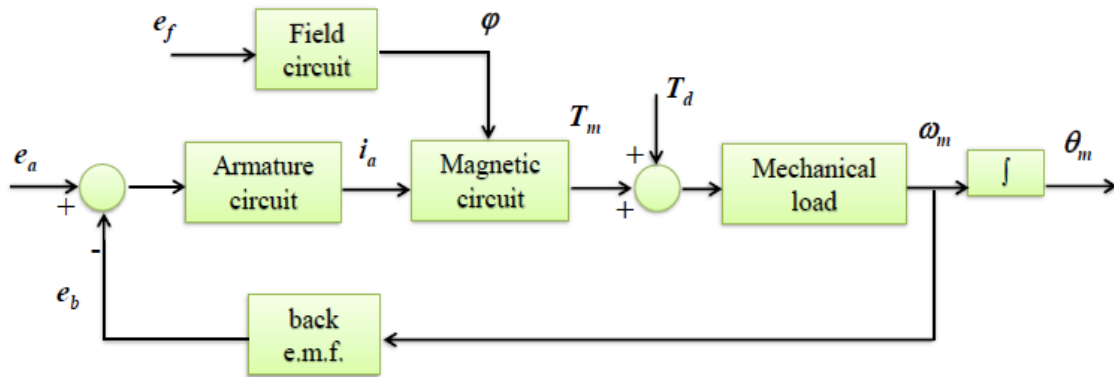 e_f
Field
circuit
φ
e_a
+
-
Armature
circuit
i_a
Magnetic
circuit
T_m
T_d
+
+
Mechanical
load
ω_m
∫
θ_m
e_b
back
e.m.f.